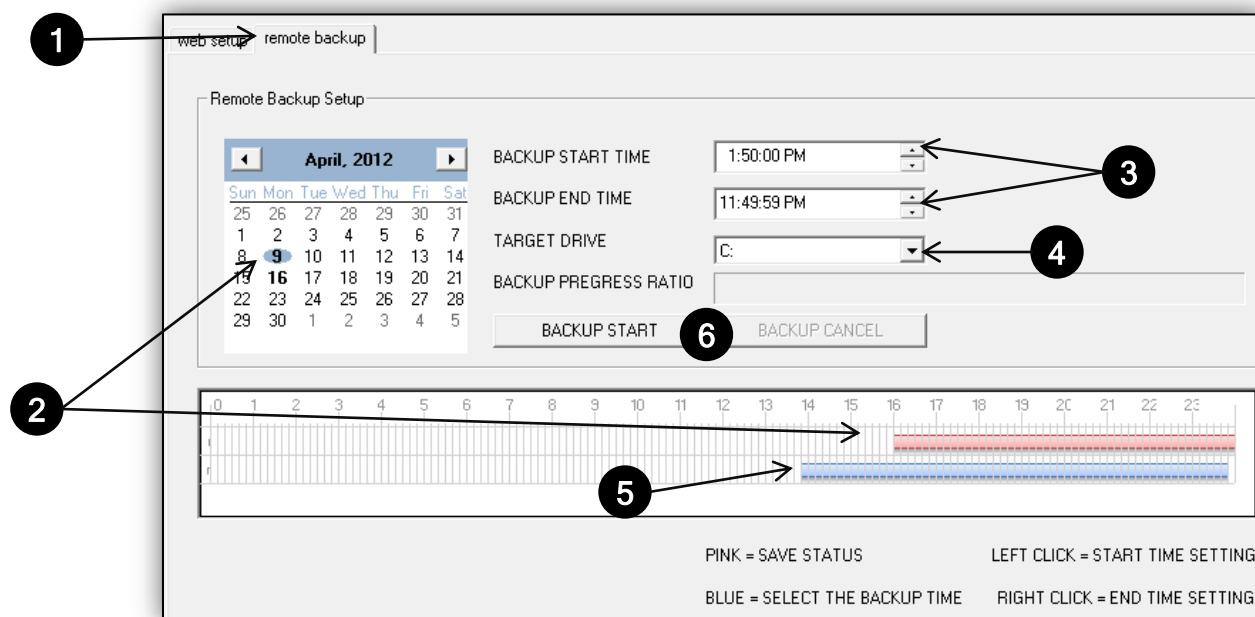 1
web setup remote backup
Remote Backup Setup
April, 2012
Sun Mon Tue Wed Thu Fri Sat
25 26 27 28 29 30 31
1 2 3 4 5 6 7
8 9 10 11 12 13 14
15 16 17 18 19 20 21
22 23 24 25 26 27 28
29 30 1 2 3 4 5
BACKUP START TIME 1:50:00 PM
3
BACKUP END TIME 11:49:59 PM
TARGET DRIVE C:
4
BACKUP PREGRESS RATIO
BACKUP START 6 BACKUP CANCEL
2
0 1 2 3 4 5 6 7 8 9 10 11 12 13 14 15 16 17 18 19 20 21 22 23
5
PINK = SAVE STATUS LEFT CLICK = START TIME SETTING
BLUE = SELECT THE BACKUP TIME RIGHT CLICK = END TIME SETTING